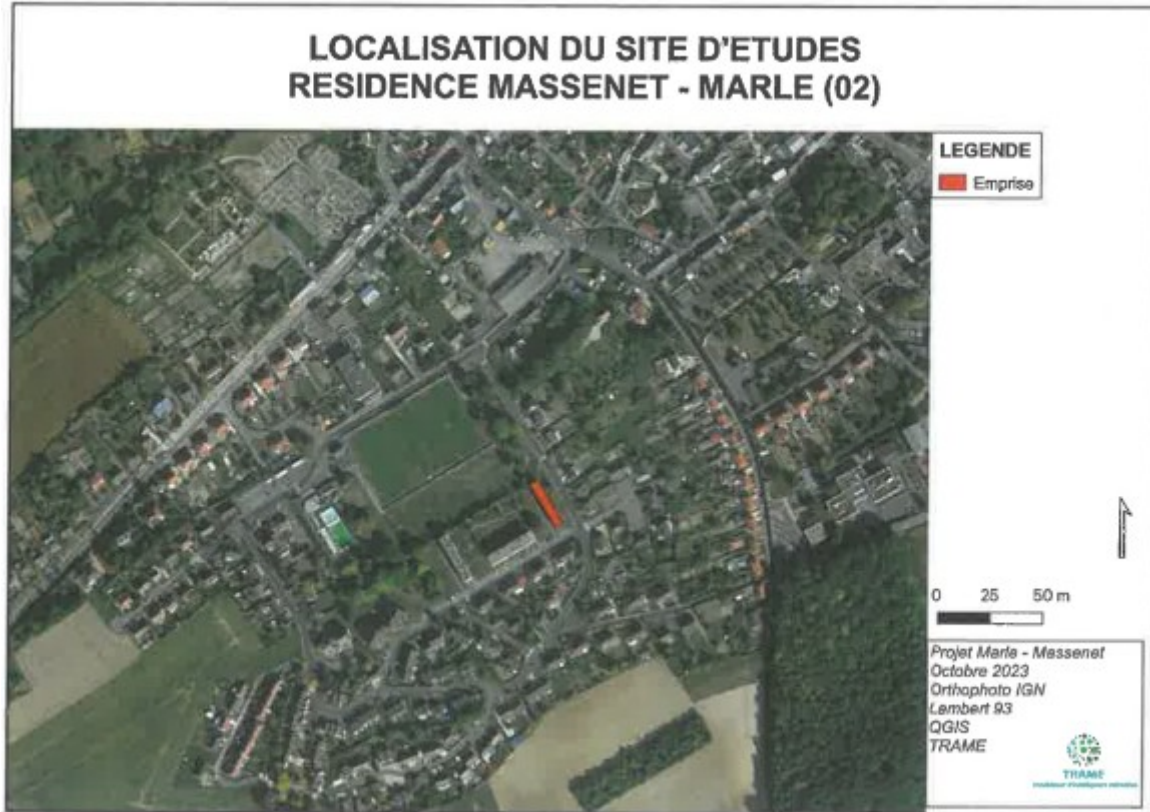 LOCALISATION DU SITE D'ETUDES
RESIDENCE MASSENET - MARLE (02)
LEGENDE
Emprise
0 25 50 m
Projet Marle - Massenet
Octobre 2023
Orthophoto IGN
Lambert 93
QGIS
TRAME
TRAME